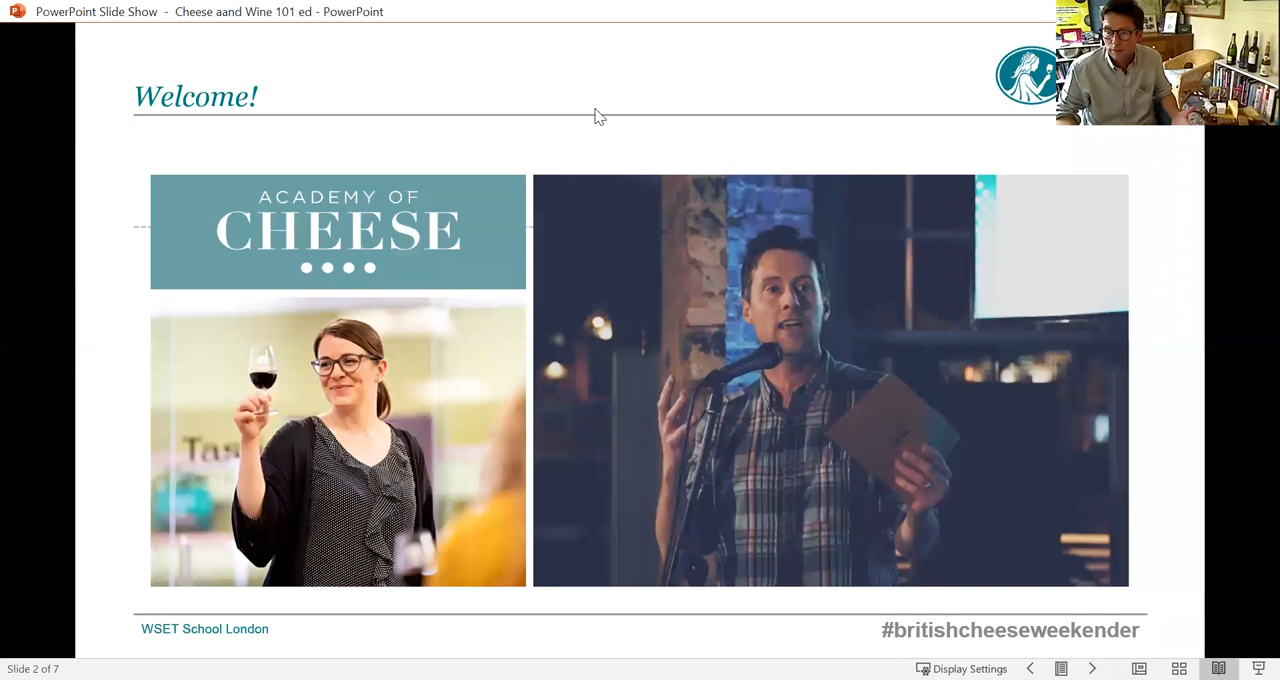 PowerPoint Slide Show - Cheese aand Wine 101 ed - PowerPoint
Welcome!
ACADEMY OF
CHEESE
Tas
WSET School London
#britishcheeseweekender
Slide 2 of 7
Display Settings